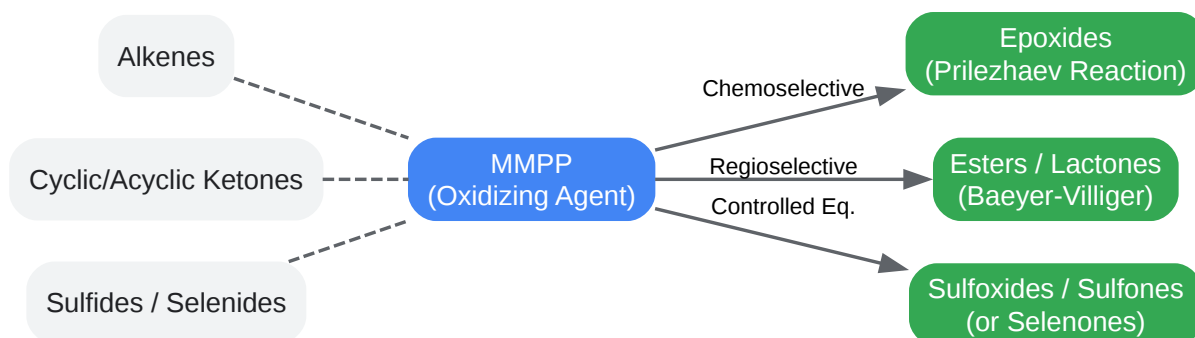 Alkenes
Cyclic/Acyclic Ketones
Sulfides / Selenides
MMPP
(Oxidizing Agent)
Chemoselective
Regioselective
Controlled Eq.
Epoxides
(Prilezhaev Reaction)
Esters / Lactones
(Baeyer-Villiger)
Sulfoxides / Sulfones
(or Selenones)